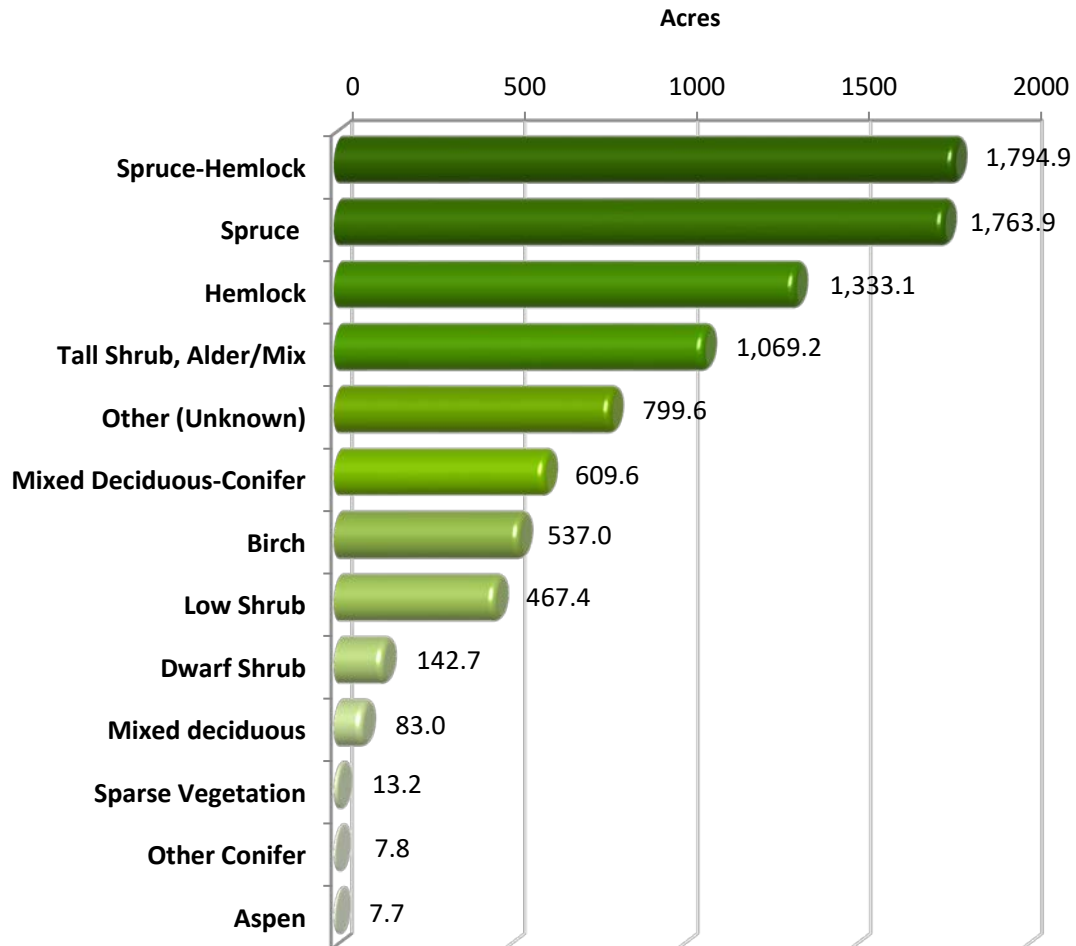 Acres
0 500 1000 1500 2000
Spruce-Hemlock 1,794.9
Spruce 1,763.9
Hemlock 1,333.1
Tall Shrub, Alder/Mix 1,069.2
Other (Unknown) 799.6
Mixed Deciduous-Conifer 609.6
Birch 537.0
Low Shrub 467.4
Dwarf Shrub 142.7
Mixed deciduous 83.0
Sparse Vegetation 13.2
Other Conifer 7.8
Aspen 7.7